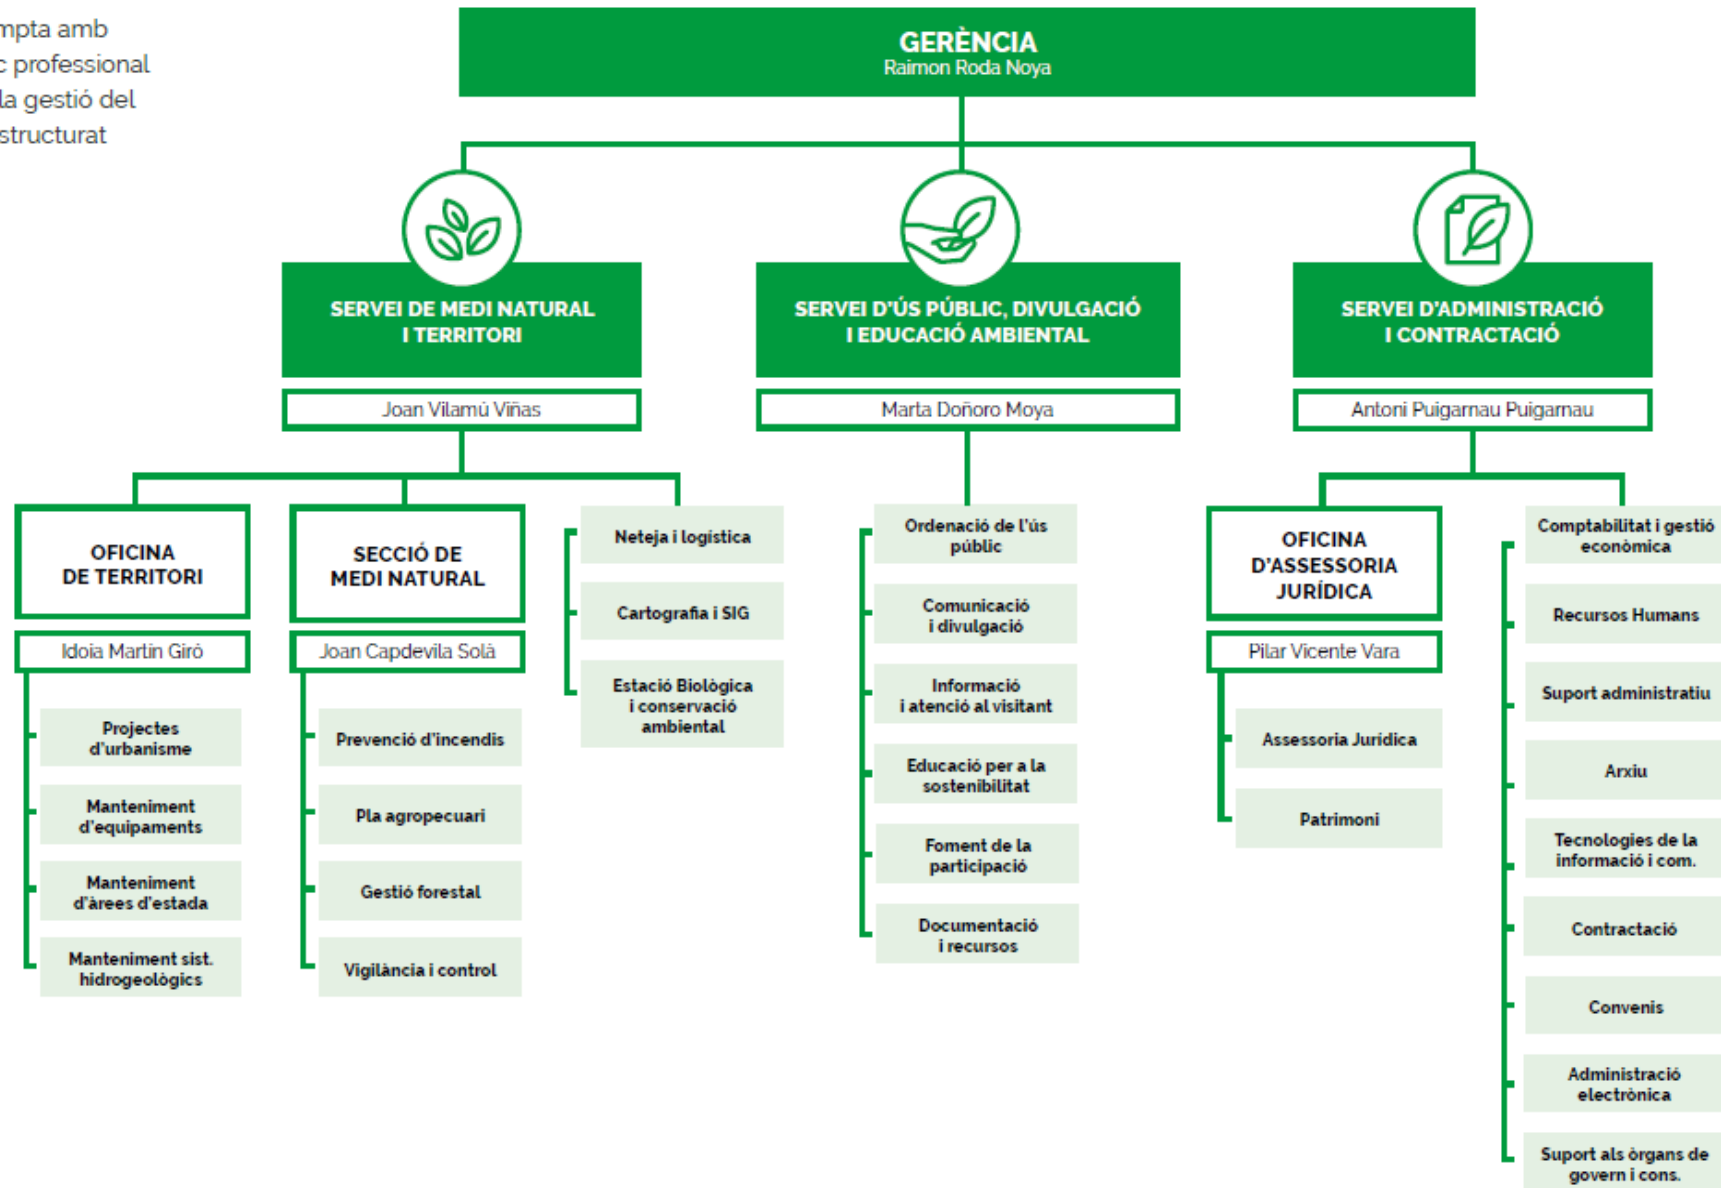 mpta amb
c professional
la gestió del
structurat
GERÈNCIA
Raimon Roda Noya
SERVEI DE MEDI NATURAL
I TERRITORI
Joan Vilamú Viñas
SERVEI D'ÚS PÚBLIC, DIVULGACIÓ
I EDUCACIÓ AMBIENTAL
Marta Doñoro Moya
SERVEI D'ADMINISTRACIÓ
I CONTRACTACIÓ
Antoni Puigarnau Puigarnau
OFICINA
DE TERRITORI
Idoia Martín Giró
Projectes
d'urbanisme
Manteniment
d'equipaments
Manteniment
d'àrees d'estada
Manteniment sist.
hidrogeològics
SECCIÓ DE
MEDI NATURAL
Joan Capdevila Solà
Prevenció d'incendis
Pla agropecuari
Gestió forestal
Vigilància i control
Neteja i logística
Cartografia i SIG
Estació Biològica
i conservació
ambiental
Ordenació de l'ús
públic
Comunicació
i divulgació
Informació
i atenció al visitant
Educació per a la
sostenibilitat
Foment de la
participació
Documentació
i recursos
OFICINA
D'ASSESSORIA
JURÍDICA
Pilar Vicente Vara
Assessoria Jurídica
Patrimoni
Comptabilitat i gestió
econòmica
Recursos Humans
Suport administratiu
Arxiu
Tecnologies de la
informació i com.
Contractació
Convenis
Administració
electrònica
Suport als òrgans de
govern i cons.